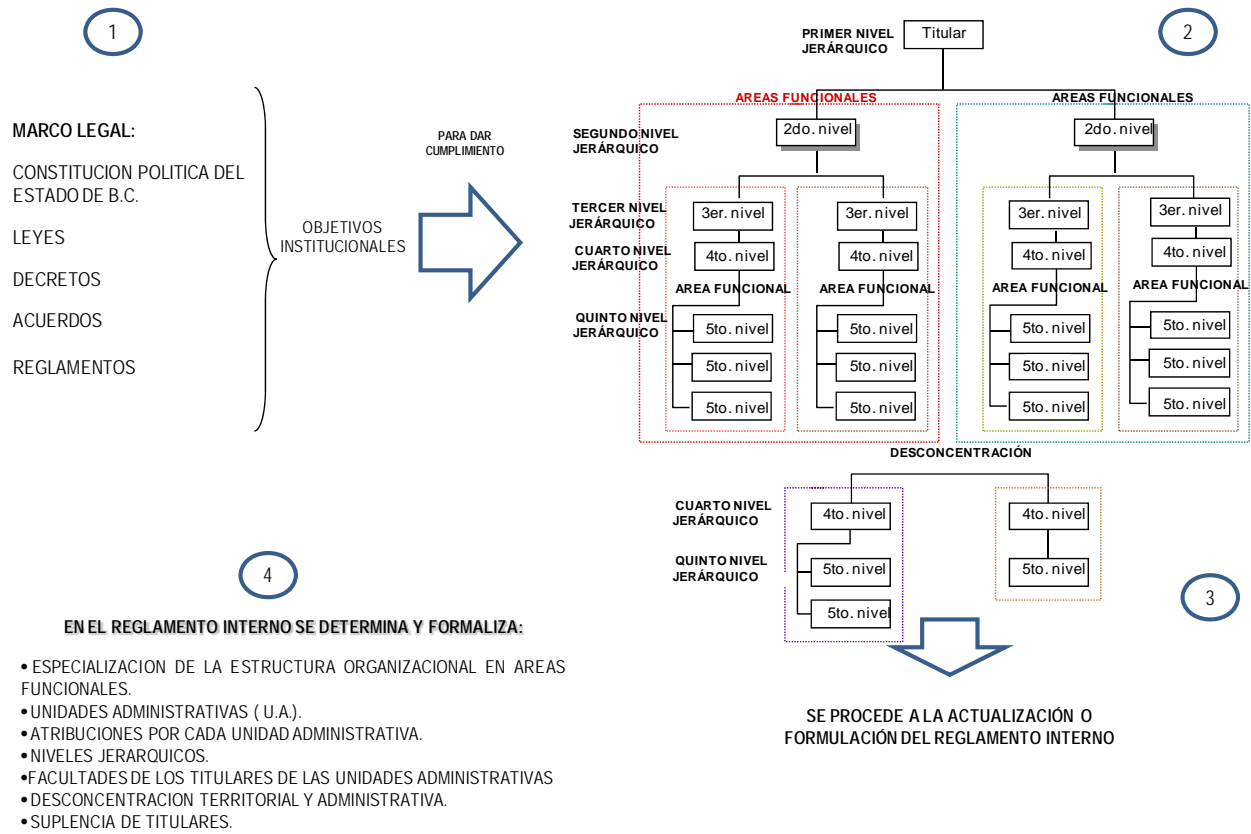 1
MARCO LEGAL:
CONSTITUCION POLITICA DEL
ESTADO DE B.C.
LEYES
DECRETOS
ACUERDOS
REGLAMENTOS
OBJETIVOS
INSTITUCIONALES
PARA DAR
CUMPLIMIENTO
2
PRIMER NIVEL
JERÁRQUICO
Titular
AREAS FUNCIONALES
AREAS FUNCIONALES
SEGUNDO NIVEL
JERÁRQUICO
2do. nivel
2do. nivel
TERCER NIVEL
JERÁRQUICO
3er. nivel
3er. nivel
3er. nivel
3er. nivel
CUARTO NIVEL
JERÁRQUICO
4to. nivel
4to. nivel
4to. nivel
4to. nivel
AREA FUNCIONAL
AREA FUNCIONAL
AREA FUNCIONAL
AREA FUNCIONAL
QUINTO NIVEL
JERÁRQUICO
5to. nivel
5to. nivel
5to. nivel
5to. nivel
5to. nivel
5to. nivel
5to. nivel
5to. nivel
5to. nivel
5to. nivel
5to. nivel
5to. nivel
DESCONCENTRACIÓN
CUARTO NIVEL
JERÁRQUICO
4to. nivel
4to. nivel
QUINTO NIVEL
JERÁRQUICO
5to. nivel
5to. nivel
5to. nivel
3
SE PROCEDE A LA ACTUALIZACIÓN O
FORMULACIÓN DEL REGLAMENTO INTERNO
4
EN EL REGLAMENTO INTERNO SE DETERMINA Y FORMALIZA:
• ESPECIALIZACION DE LA ESTRUCTURA ORGANIZACIONAL EN AREAS
FUNCIONALES.
• UNIDADES ADMINISTRATIVAS ( U.A.).
• ATRIBUCIONES POR CADA UNIDAD ADMINISTRATIVA.
• NIVELES JERARQUICOS.
• FACULTADES DE LOS TITULARES DE LAS UNIDADES ADMINISTRATIVAS
• DESCONCENTRACION TERRITORIAL Y ADMINISTRATIVA.
• SUPLENCIA DE TITULARES.